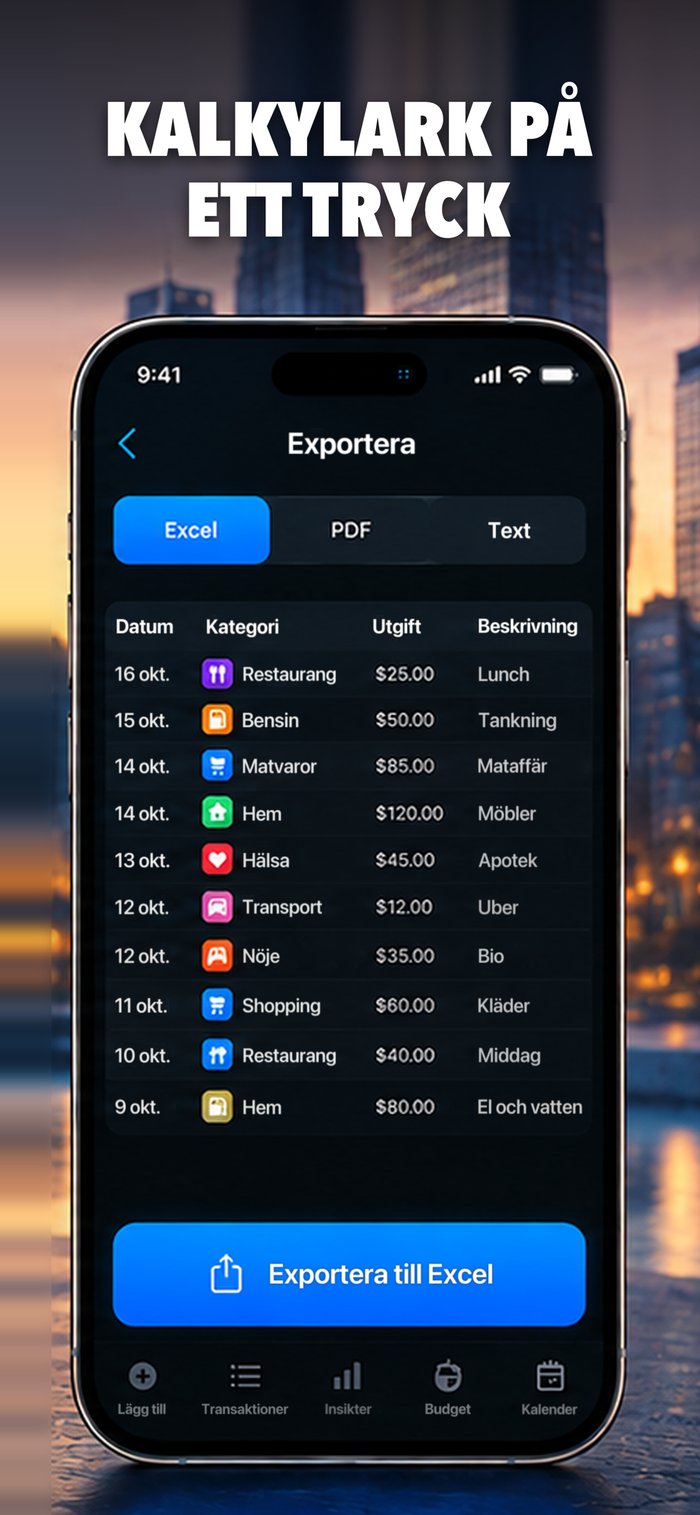 KALKYLARK PÅ
ETT TRYCK
9:41
Exportera
Excel PDF Text
Datum Kategori Utgift Beskrivning
16 okt. Restaurang $25.00 Lunch
15 okt. Bensin $50.00 Tankning
14 okt. Matvaror $85.00 Mataffär
14 okt. Hem $120.00 Möbler
13 okt. Hälsa $45.00 Apotek
12 okt. Transport $12.00 Uber
12 okt. Nöje $35.00 Bio
11 okt. Shopping $60.00 Kläder
10 okt. Restaurang $40.00 Middag
9 okt. Hem $80.00 El och vatten
Exportera till Excel
Lägg till Transaktioner Insikter Budget Kalender